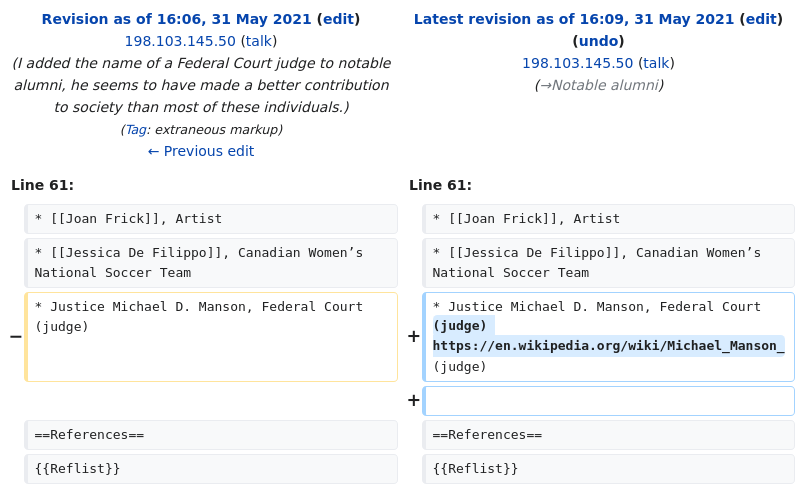 Revision as of 16:06, 31 May 2021 (edit)
198.103.145.50 (talk)
(I added the name of a Federal Court judge to notable
alumni, he seems to have made a better contribution
to society than most of these individuals.)
(Tag: extraneous markup)
← Previous edit
Latest revision as of 16:09, 31 May 2021 (edit)
(undo)
198.103.145.50 (talk)
(→Notable alumni)
Line 61:
Line 61:
* [[Joan Frick]], Artist
* [[Joan Frick]], Artist
* [[Jessica De Filippo]], Canadian Women’s
National Soccer Team
* [[Jessica De Filippo]], Canadian Women’s
National Soccer Team
−
* Justice Michael D. Manson, Federal Court
(judge)
+
* Justice Michael D. Manson, Federal Court
(judge)
https://en.wikipedia.org/wiki/Michael_Manson_
(judge)
+
==References==
==References==
{{Reflist}}
{{Reflist}}